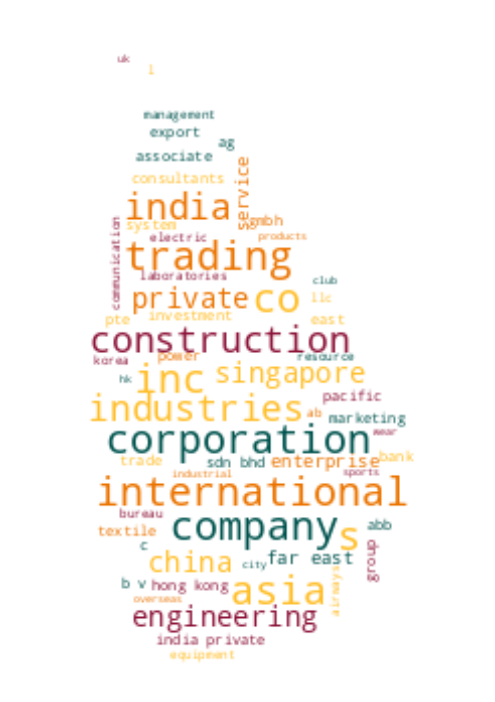 uk
l
management
export
ag
associate
service
consultants
india
gmbh
system
communication
electric
products
trading
laboratories
club
private
co
llc
investment
pte
east
construction
korea
power
resource
hk
inc
singapore
pacific
industries
ab
marketing
corporation
wear
trade
sdn bhd
enterprise
bank
industrial
sports
international
bureau
company
s
abb
textile
c
china
city
far east
group
airways
b v
hong kong
asia
overseas
engineering
india private
equipment